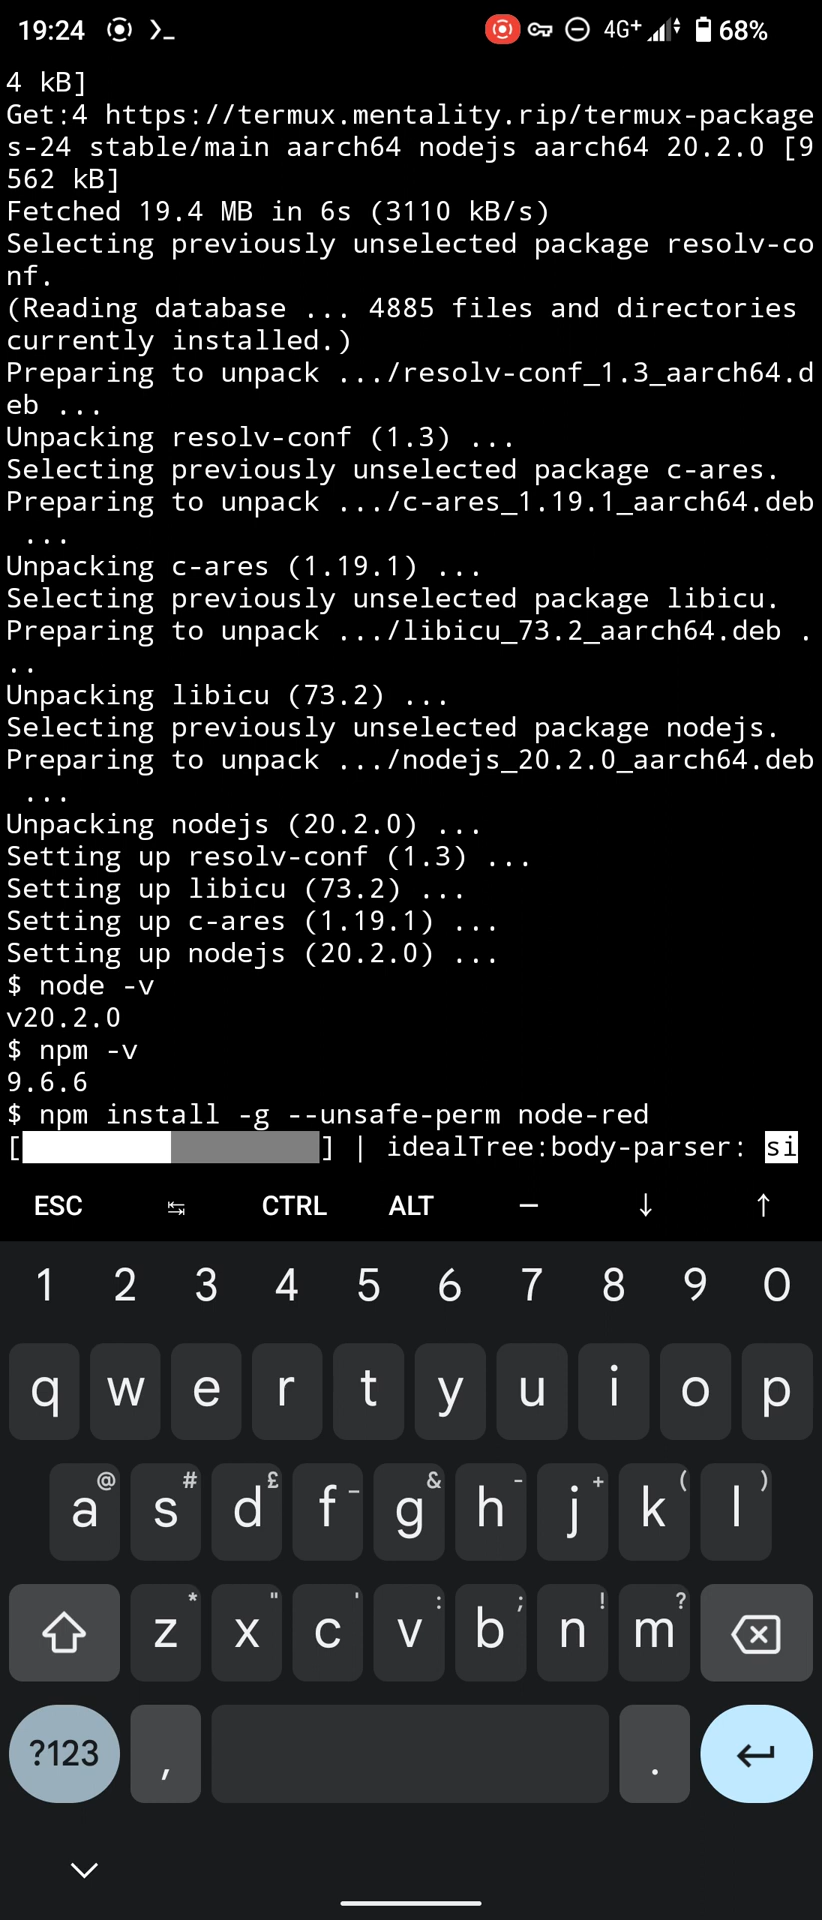 19:24 4G+ 68%
4 kB]
Get:4 https://termux.mentality.rip/termux-package
s-24 stable/main aarch64 nodejs aarch64 20.2.0 [9
562 kB]
Fetched 19.4 MB in 6s (3110 kB/s)
Selecting previously unselected package resolv-co
nf.
(Reading database ... 4885 files and directories
currently installed.)
Preparing to unpack .../resolv-conf_1.3_aarch64.d
eb ...
Unpacking resolv-conf (1.3) ...
Selecting previously unselected package c-ares.
Preparing to unpack .../c-ares_1.19.1_aarch64.deb
 ...
Unpacking c-ares (1.19.1) ...
Selecting previously unselected package libicu.
Preparing to unpack .../libicu_73.2_aarch64.deb .
..
Unpacking libicu (73.2) ...
Selecting previously unselected package nodejs.
Preparing to unpack .../nodejs_20.2.0_aarch64.deb
 ...
Unpacking nodejs (20.2.0) ...
Setting up resolv-conf (1.3) ...
Setting up libicu (73.2) ...
Setting up c-ares (1.19.1) ...
Setting up nodejs (20.2.0) ...
$ node -v
v20.2.0
$ npm -v
9.6.6
$ npm install -g --unsafe-perm node-red
[] | idealTree:body-parser: si
ESC ↹ CTRL ALT — ↓ ↑
1 2 3 4 5 6 7 8 9 0
q w e r t y u i o p
@ # £ _ & - + ( )
a s d f g h j k l
* " ' : ; ! ?
z x c v b n m
?123 , .